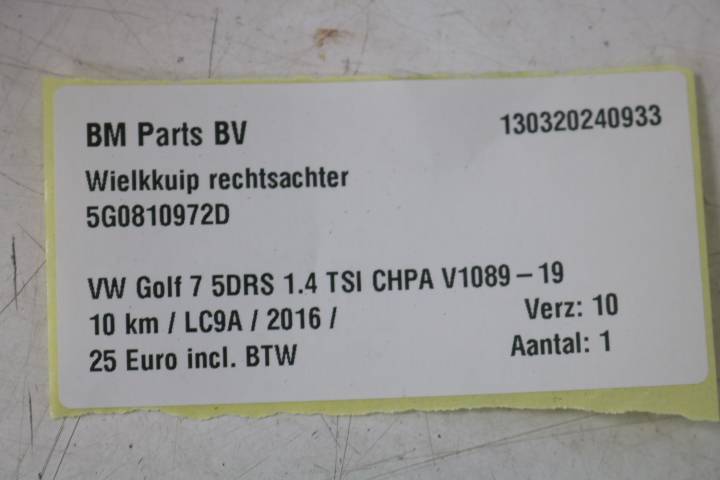 BM Parts BV 130320240933
Wielkkuip rechtsachter
5G0810972D
VW Golf 7 5DRS 1.4 TSI CHPA V1089-19
10 km / LC9A / 2016 / Verz: 10
25 Euro incl. BTW Aantal: 1